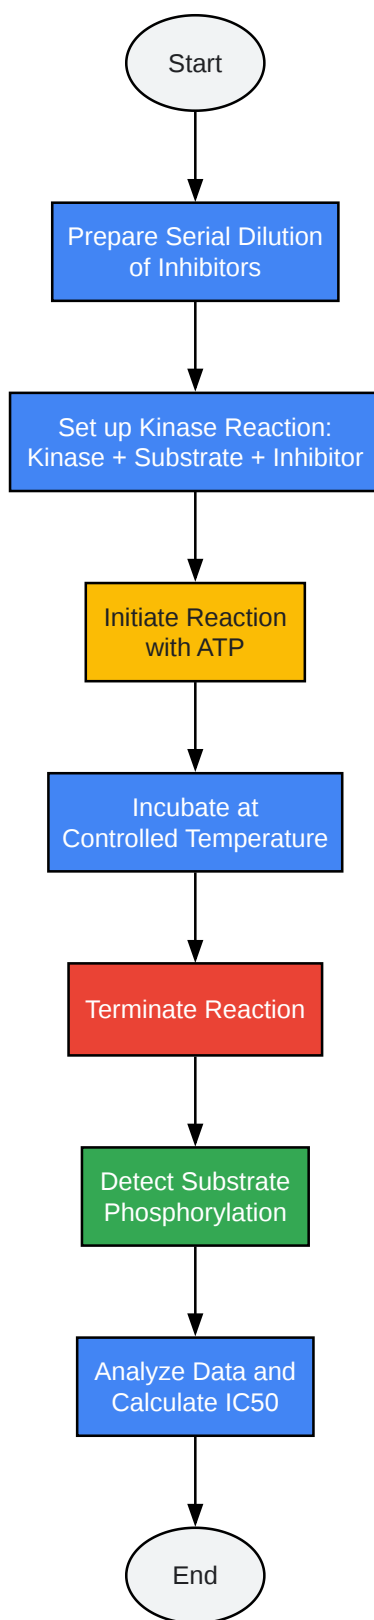 Start
Prepare Serial Dilution
of Inhibitors
Set up Kinase Reaction:
Kinase + Substrate + Inhibitor
Initiate Reaction
with ATP
Incubate at
Controlled Temperature
Terminate Reaction
Detect Substrate
Phosphorylation
Analyze Data and
Calculate IC50
End